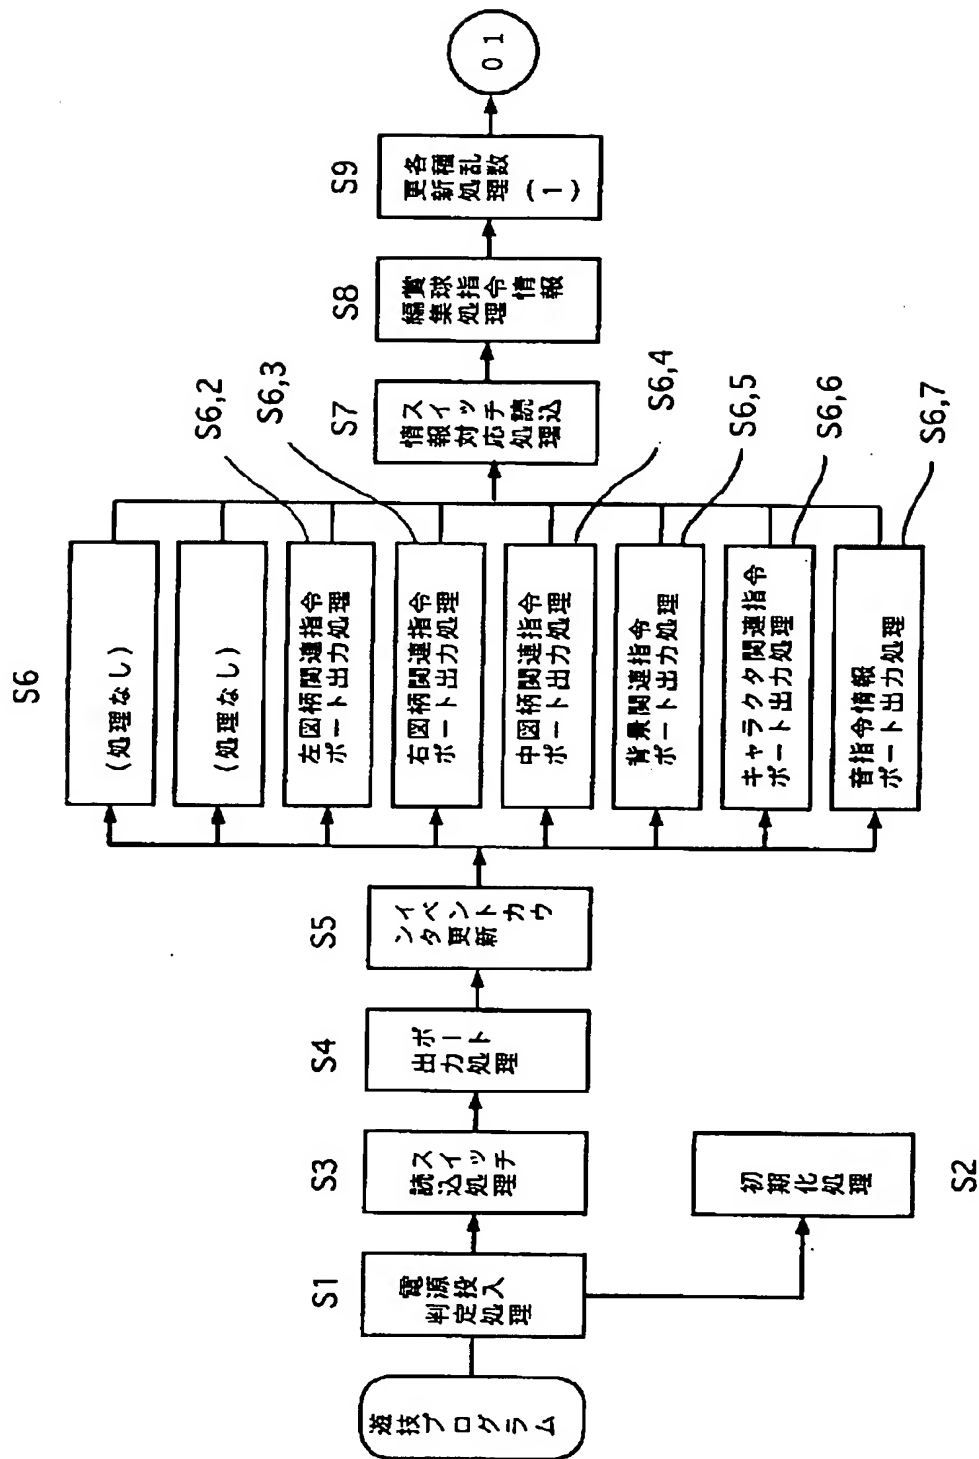 遊技プログラム
S1
電源投入
判定処理
S2
初期化処理
S3
スイッチ
読込処理
S4
ポート
出力処理
S5
イベントカウ
ンタ更新
S6
(処理なし)
(処理なし)
左図柄関連指令
ポート出力処理
S6,2
右図柄関連指令
ポート出力処理
S6,3
中図柄関連指令
ポート出力処理
S6,4
背景関連指令
ポート出力処理
S6,5
キャラクタ関連指令
ポート出力処理
S6,6
音指令情報
ポート出力処理
S6,7
S7
スイッチ読込
情報対応処理
S8
賞球指令情報
編集処理
S9
各種乱数
更新処理(1)
01